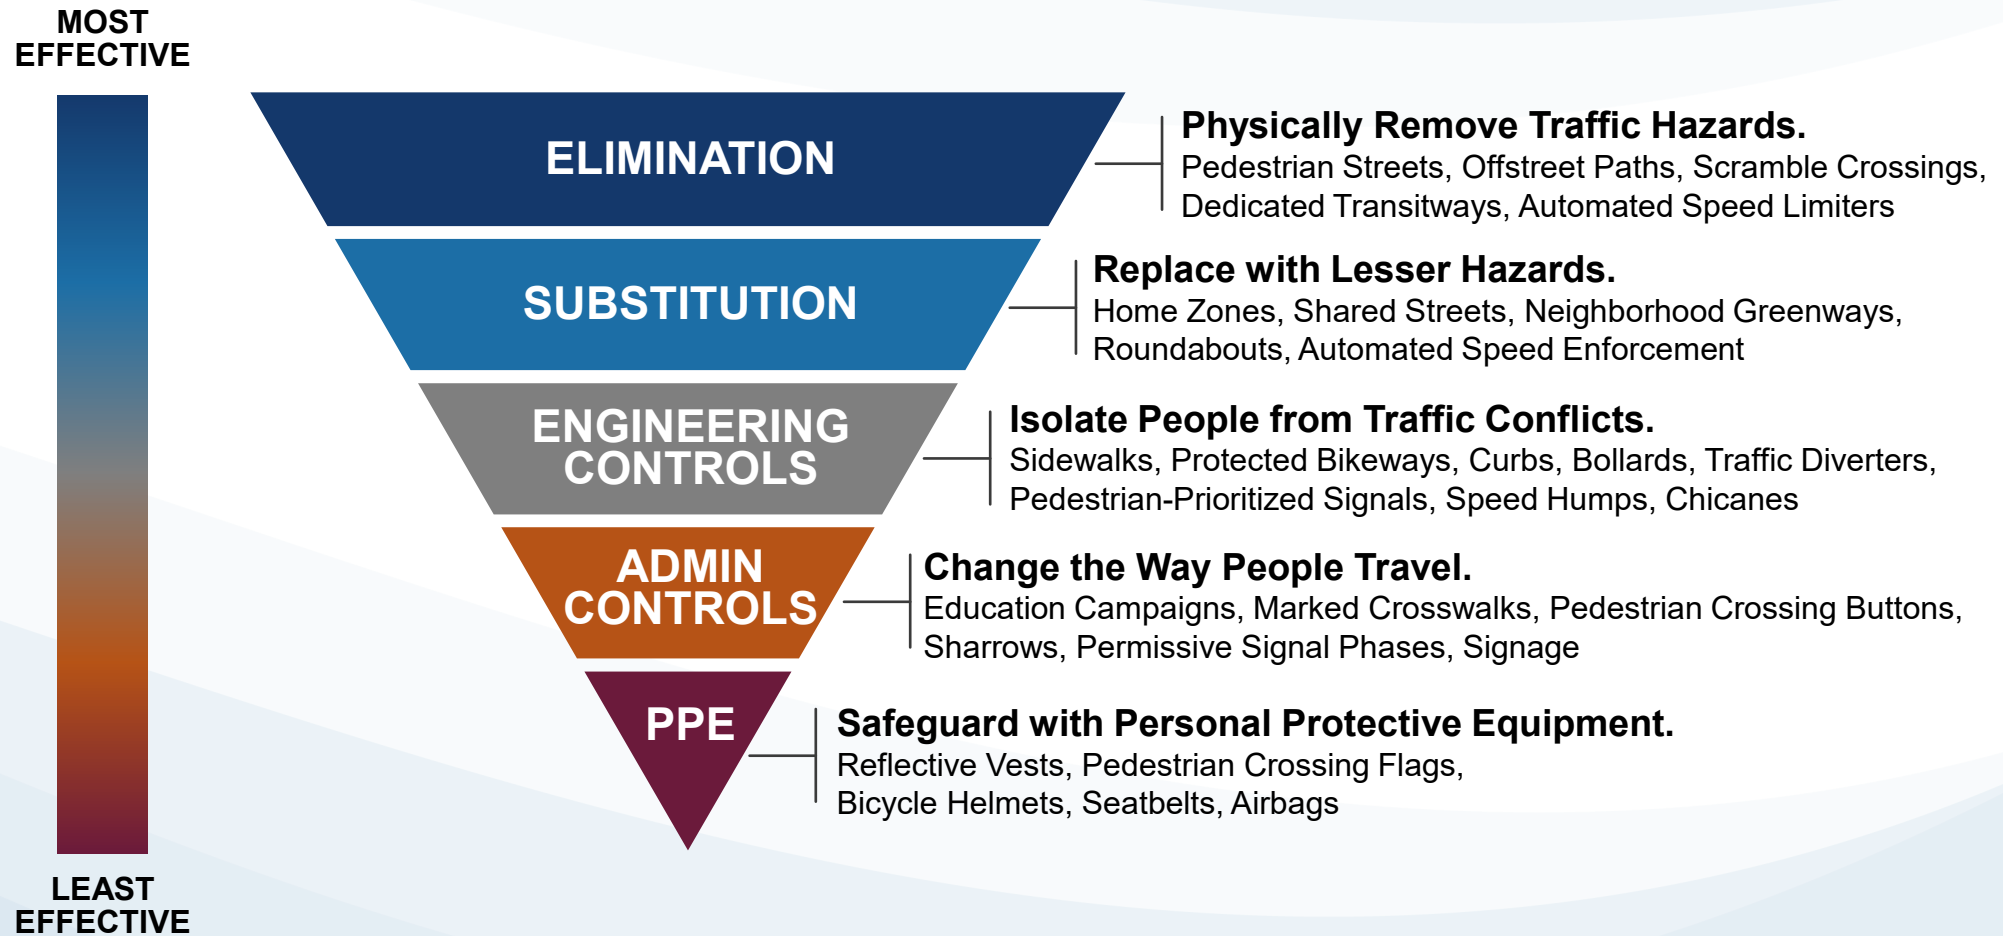 MOST
EFFECTIVE
ELIMINATION
Physically Remove Traffic Hazards.
Pedestrian Streets, Offstreet Paths, Scramble Crossings,
Dedicated Transitways, Automated Speed Limiters
SUBSTITUTION
Replace with Lesser Hazards.
Home Zones, Shared Streets, Neighborhood Greenways,
Roundabouts, Automated Speed Enforcement
ENGINEERING
CONTROLS
Isolate People from Traffic Conflicts.
Sidewalks, Protected Bikeways, Curbs, Bollards, Traffic Diverters,
Pedestrian-Prioritized Signals, Speed Humps, Chicanes
ADMIN
CONTROLS
Change the Way People Travel.
Education Campaigns, Marked Crosswalks, Pedestrian Crossing Buttons,
Sharrows, Permissive Signal Phases, Signage
PPE
Safeguard with Personal Protective Equipment.
Reflective Vests, Pedestrian Crossing Flags,
Bicycle Helmets, Seatbelts, Airbags
LEAST
EFFECTIVE